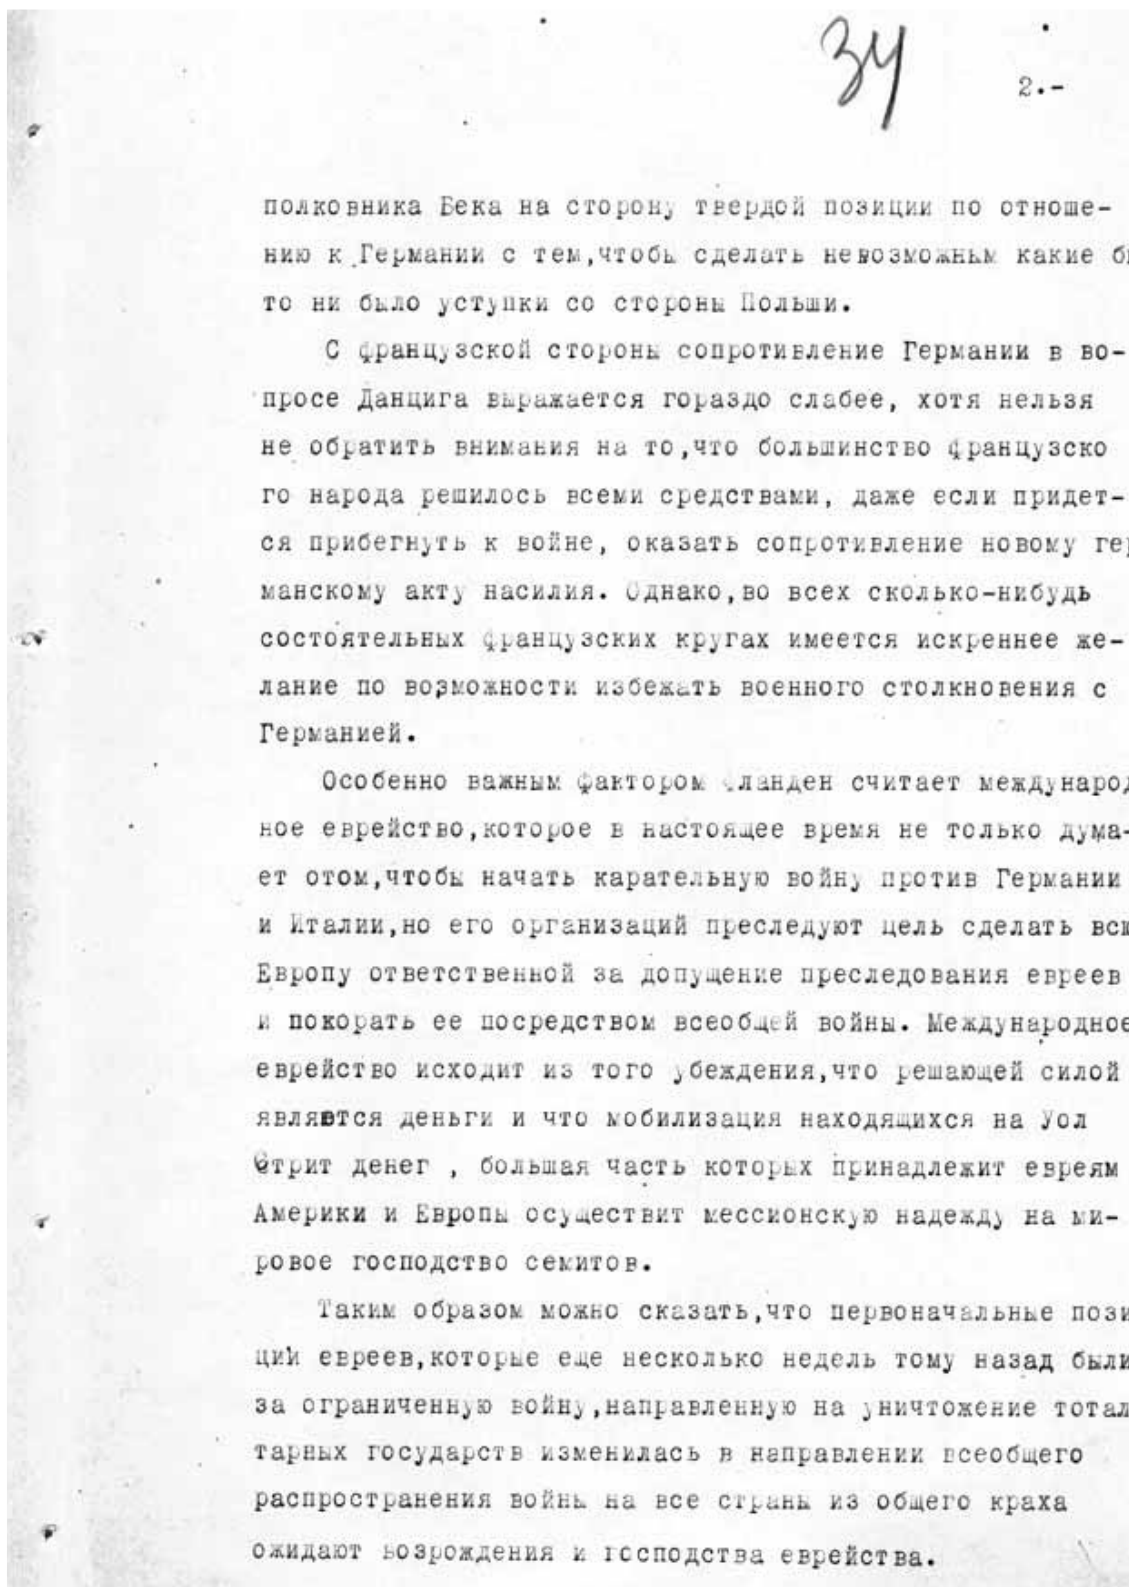 34
2.-
полковника Бека на сторону твердой позиции по отноше-
нию к Германии с тем,чтобы сделать невозможным какие бы
то ни было уступки со стороны Польши.
С французской стороны сопротивление Германии в во-
просе Данцига выражается гораздо слабее, хотя нельзя
не обратить внимания на то,что большинство французско
го народа решилось всеми средствами, даже если придет-
ся прибегнуть к войне, оказать сопротивление новому гер
манскому акту насилия. Однако,во всех сколько-нибудь
состоятельных французских кругах имеется искреннее же-
лание по возможности избежать военного столкновения с
Германией.
Особенно важным фактором Фланден считает международ
ное еврейство,которое в настоящее время не только дума-
ет отом,чтобы начать карательную войну против Германии
и Италии,но его организаций преследуют цель сделать всю
Европу ответственной за допущение преследования евреев
и покорать ее посредством всеобщей войны. Международное
еврейство исходит из того убеждения,что решающей силой
являются деньги и что мобилизация находящихся на Уол
Стрит денег , большая часть которых принадлежит евреям
Америки и Европы осуществит мессионскую надежду на ми-
ровое господство семитов.
Таким образом можно сказать,что первоначальные пози
ций евреев,которые еще несколько недель тому назад были
за ограниченную войну,направленную на уничтожение тотал
тарных государств изменилась в направлении всеобщего
распространения войны на все страны из общего краха
ожидают возрождения и господства еврейства.